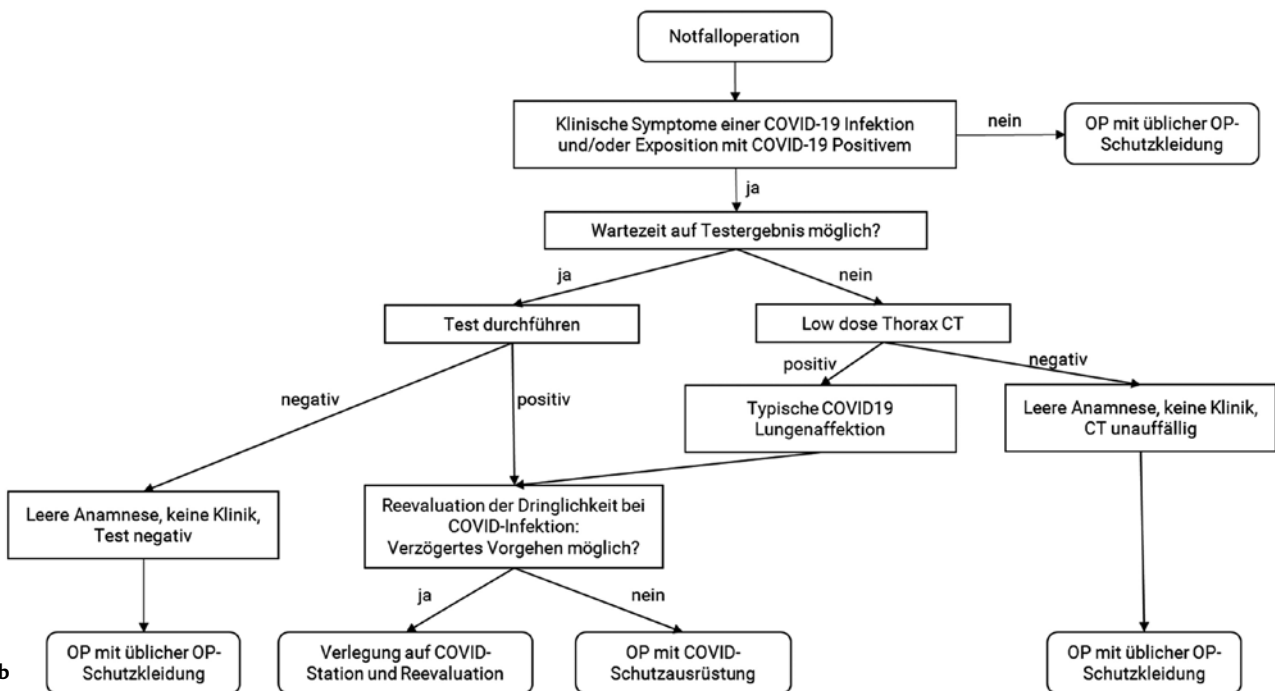 Notfalloperation
Klinische Symptome einer COVID-19 Infektion
und/oder Exposition mit COVID-19 Positivem
nein
OP mit üblicher OP-
Schutzkleidung
ja
Wartezeit auf Testergebnis möglich?
ja
nein
Test durchführen
Low dose Thorax CT
negativ
positiv
positiv
negativ
Typische COVID19
Lungenaffektion
Leere Anamnese, keine Klinik,
CT unauffällig
Leere Anamnese, keine Klinik,
Test negativ
Reevaluation der Dringlichkeit bei
COVID-Infektion:
Verzögertes Vorgehen möglich?
ja
nein
OP mit üblicher OP-
Schutzkleidung
Verlegung auf COVID-
Station und Reevaluation
OP mit COVID-
Schutzausrüstung
OP mit üblicher OP-
Schutzkleidung
b